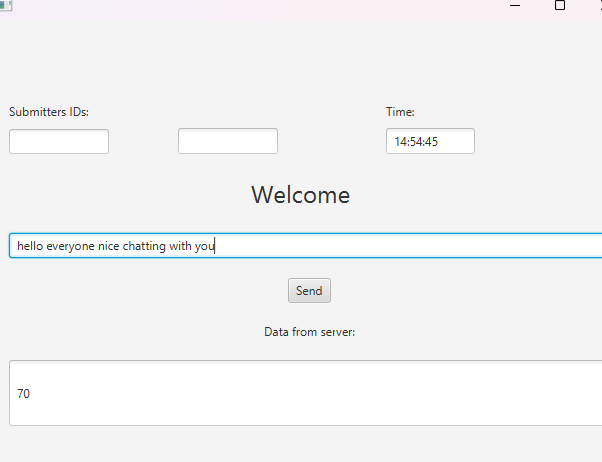 Submitters IDs:
Time:
14:54:45
Welcome
hello everyone nice chatting with you
Send
Data from server:
70